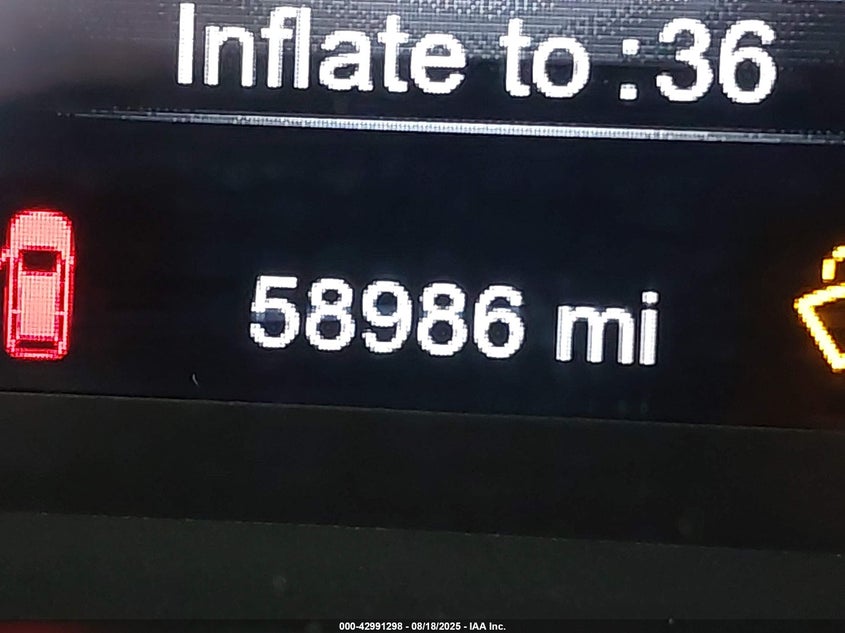 Inflate to :36
58986 mi
000-42991298 - 08/18/2025 - IAA Inc.